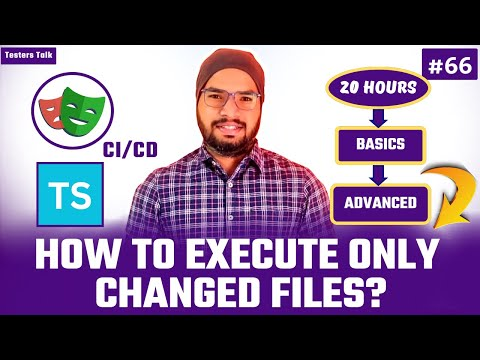 Testers Talk
#66
CI/CD
TS
20 HOURS
BASICS
ADVANCED
HOW TO EXECUTE ONLY
CHANGED FILES?